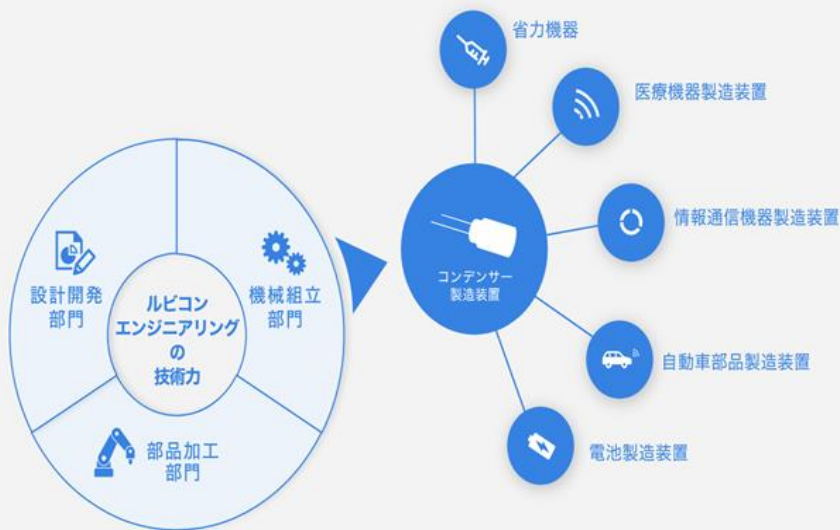 設計開発
部門
機械組立
部門
部品加工
部門
ルビコン
エンジニアリング
の
技術力
コンデンサー
製造装置
省力機器
医療機器製造装置
情報通信機器製造装置
自動車部品製造装置
電池製造装置